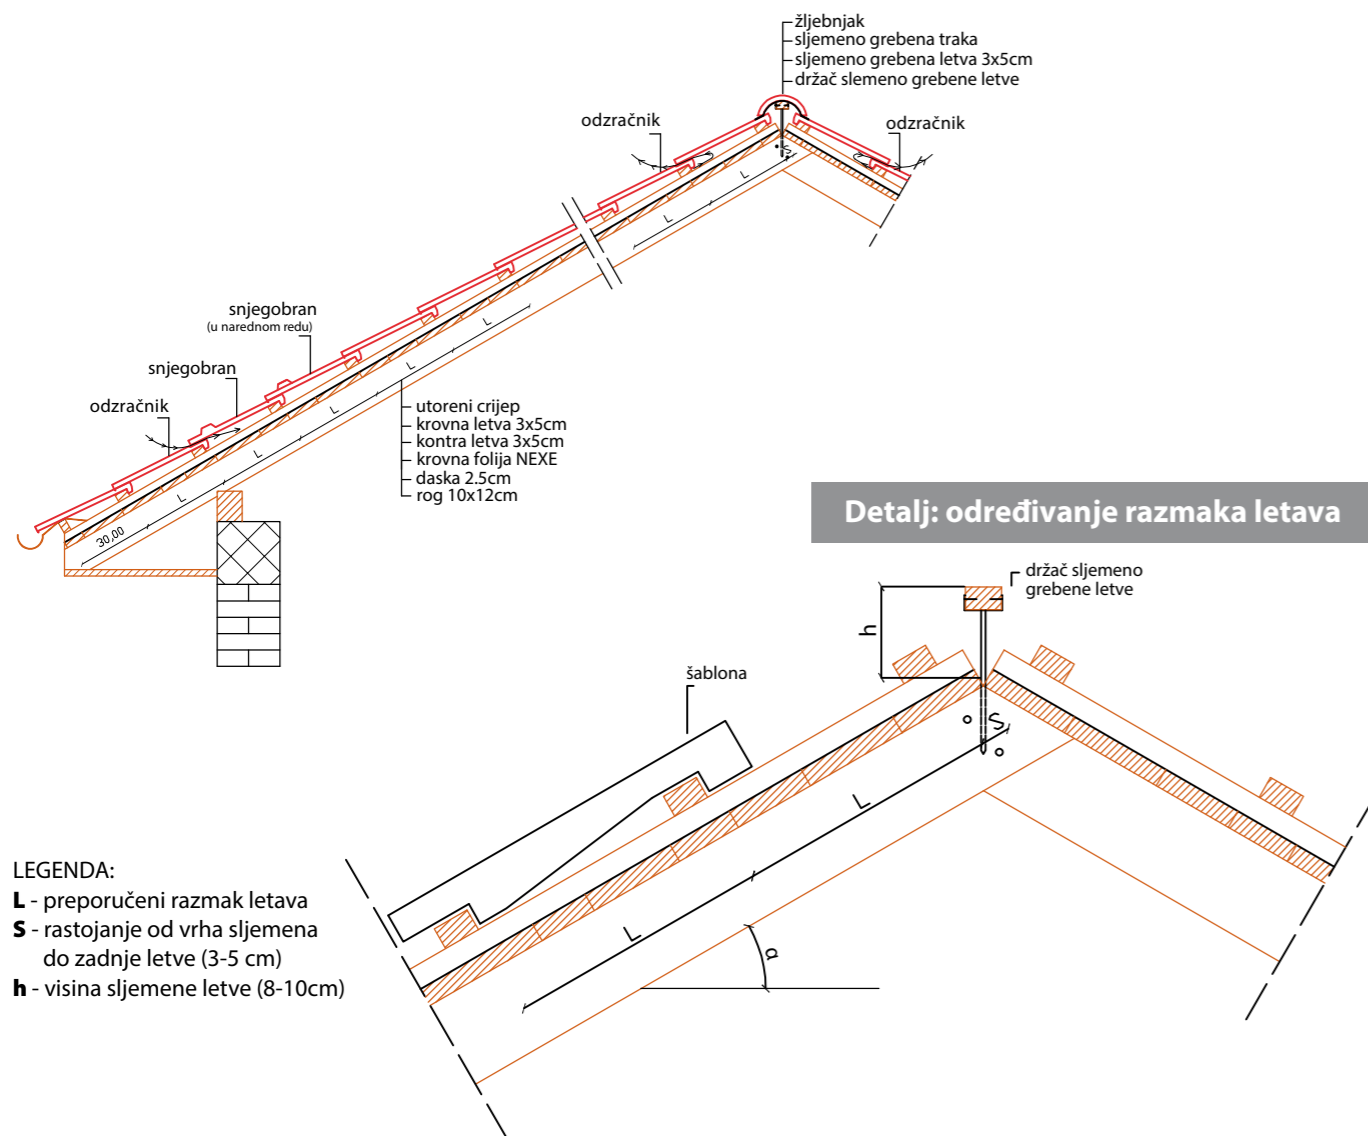 žljebnjak
sljemeno grebena traka
sljemeno grebena letva 3x5cm
držač slemeno grebene letve
odzračnik
odzračnik
S
L
L
snjegobran
(u narednom redu)
snjegobran
odzračnik
L
L
L
L
L
30,00
utoreni crijep
krovna letva 3x5cm
kontra letva 3x5cm
krovna folija NEXE
daska 2.5cm
rog 10x12cm
Detalj: određivanje razmaka letava
držač sljemeno
grebene letve
h
šablona
S
L
L
α
LEGENDA:
L - preporučeni razmak letava
S - rastojanje od vrha sljemena
do zadnje letve (3-5 cm)
h - visina sljemene letve (8-10cm)